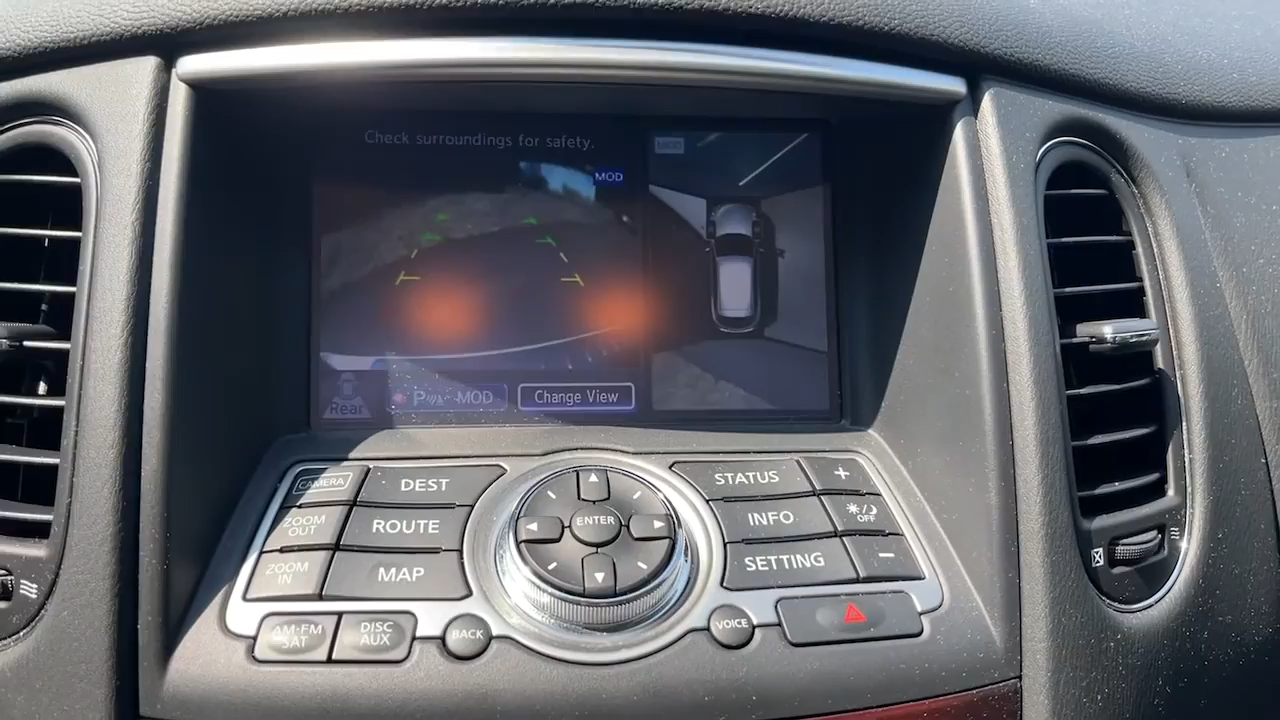 Check surroundings for safety.
MOD
MOD
Rear
P MOD
Change View
CAMERA
DEST
ZOOM OUT
ROUTE
ZOOM IN
MAP
AM·FM SAT
DISC AUX
BACK
ENTER
VOICE
STATUS
+
INFO
OFF
SETTING
-